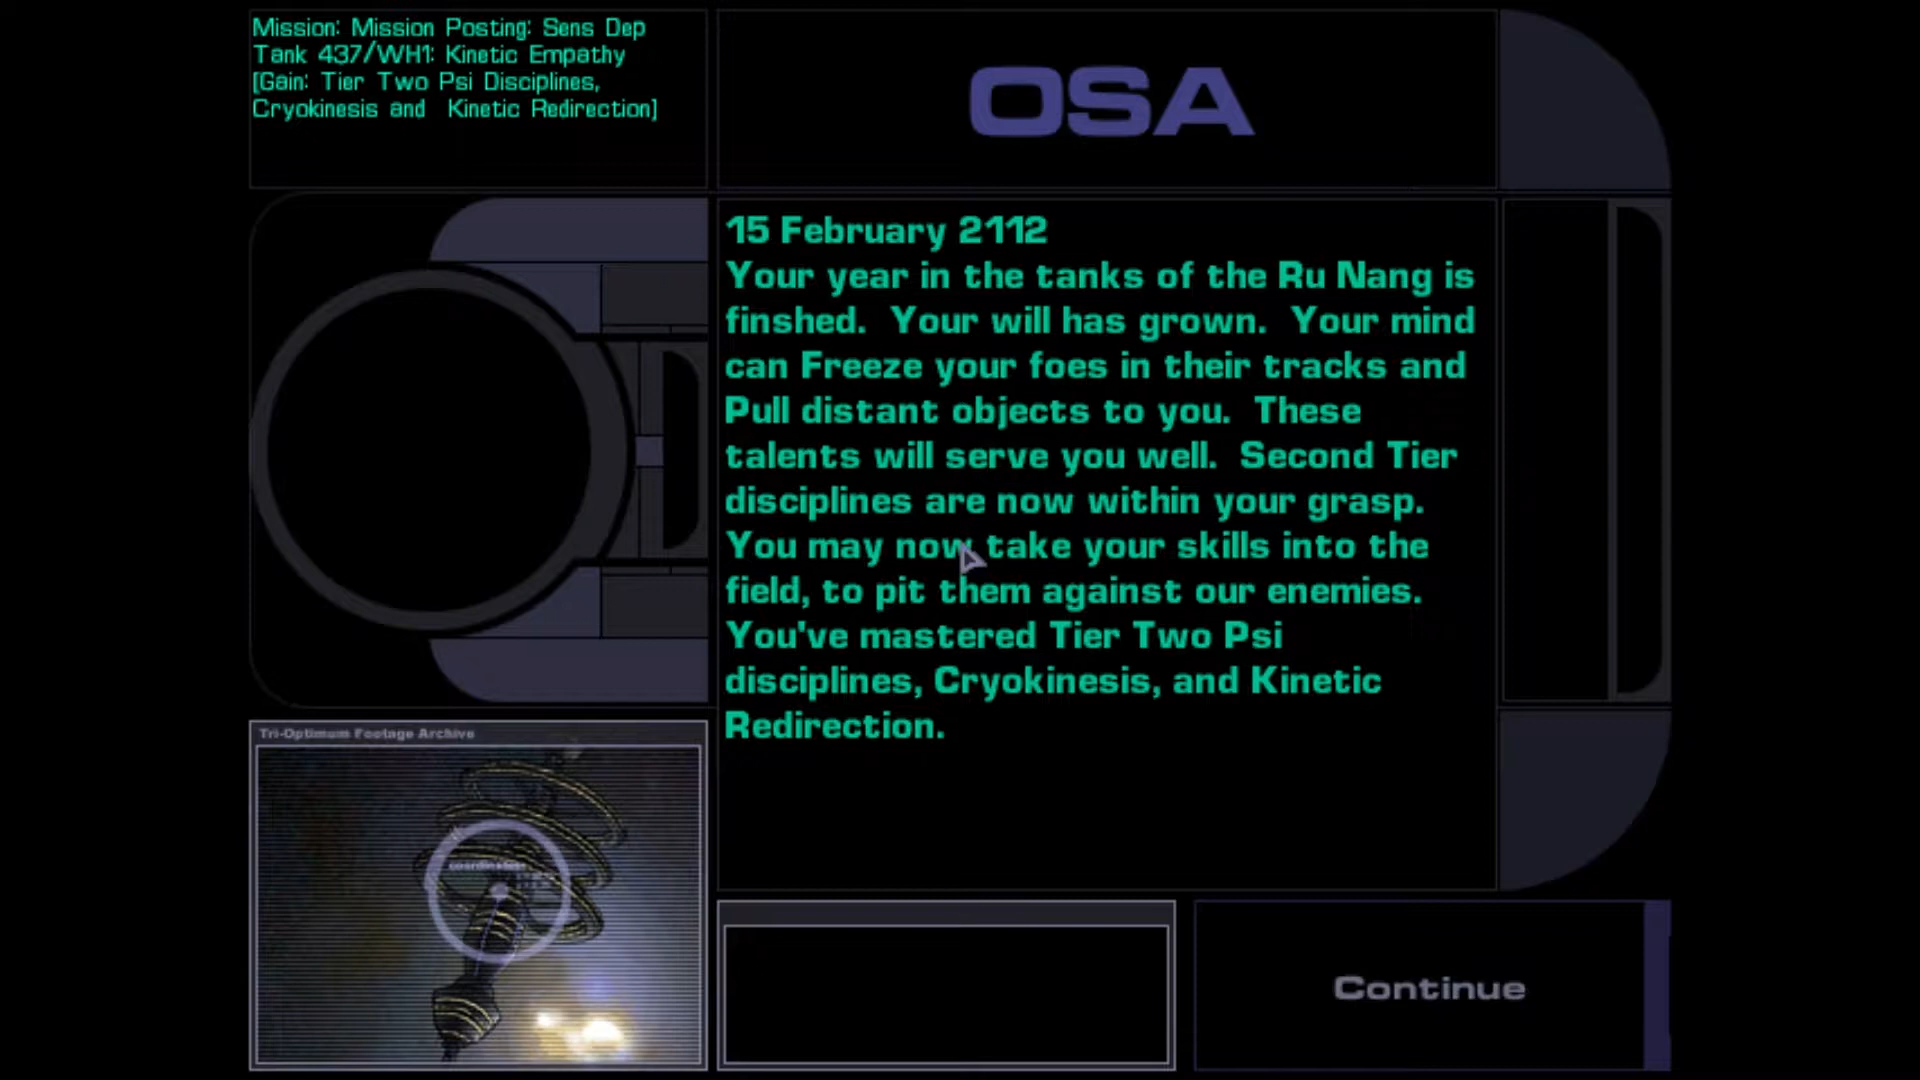 Mission: Mission Posting: Sens Dep
Tank 437/WH1: Kinetic Empathy
[Gain: Tier Two Psi Disciplines,
Cryokinesis and  Kinetic Redirection]
OSA
15 February 2112
Your year in the tanks of the Ru Nang is
finshed.  Your will has grown.  Your mind
can Freeze your foes in their tracks and
Pull distant objects to you.  These
talents will serve you well.  Second Tier
disciplines are now within your grasp.
You may now take your skills into the
field, to pit them against our enemies.
You've mastered Tier Two Psi
disciplines, Cryokinesis, and Kinetic
Redirection.
Tri-Optimum Footage Archive
coordinates
Continue